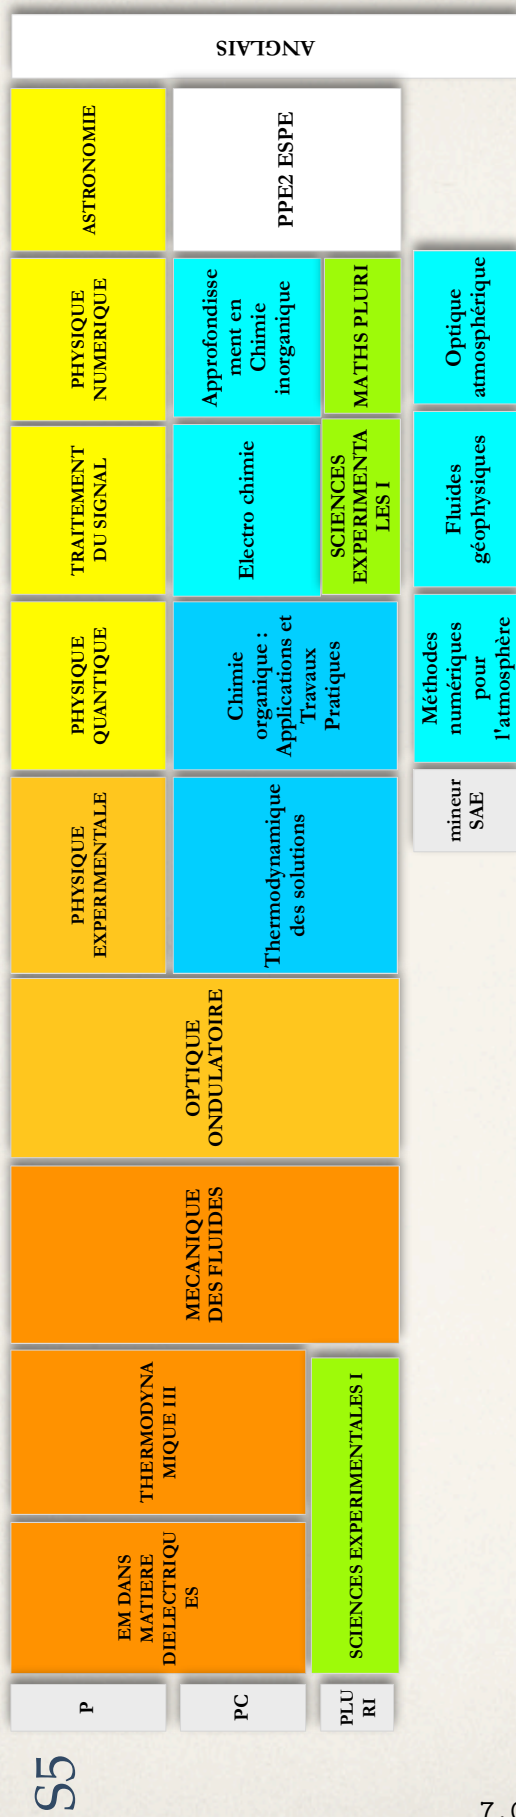 S5
P
EM DANS
MATIERE
DIELECTRIQU
ES
THERMODYNA
MIQUE III
MECANIQUE
DES FLUIDES
OPTIQUE
ONDULATOIRE
PHYSIQUE
EXPERIMENTALE
PHYSIQUE
QUANTIQUE
TRAITEMENT
DU SIGNAL
PHYSIQUE
NUMERIQUE
ASTRONOMIE
ANGLAIS
PC
Thermodynamique
des solutions
Chimie
organique :
Applications et
Travaux
Pratiques
Electro chimie
Approfondisse
ment en
Chimie
inorganique
PPE2 ESPE
PLU
RI
SCIENCES EXPERIMENTALES I
SCIENCES
EXPERIMENTA
LES I
MATHS PLURI
mineur
SAE
Méthodes
numériques
pour
l'atmosphère
Fluides
géophysiques
Optique
atmosphérique